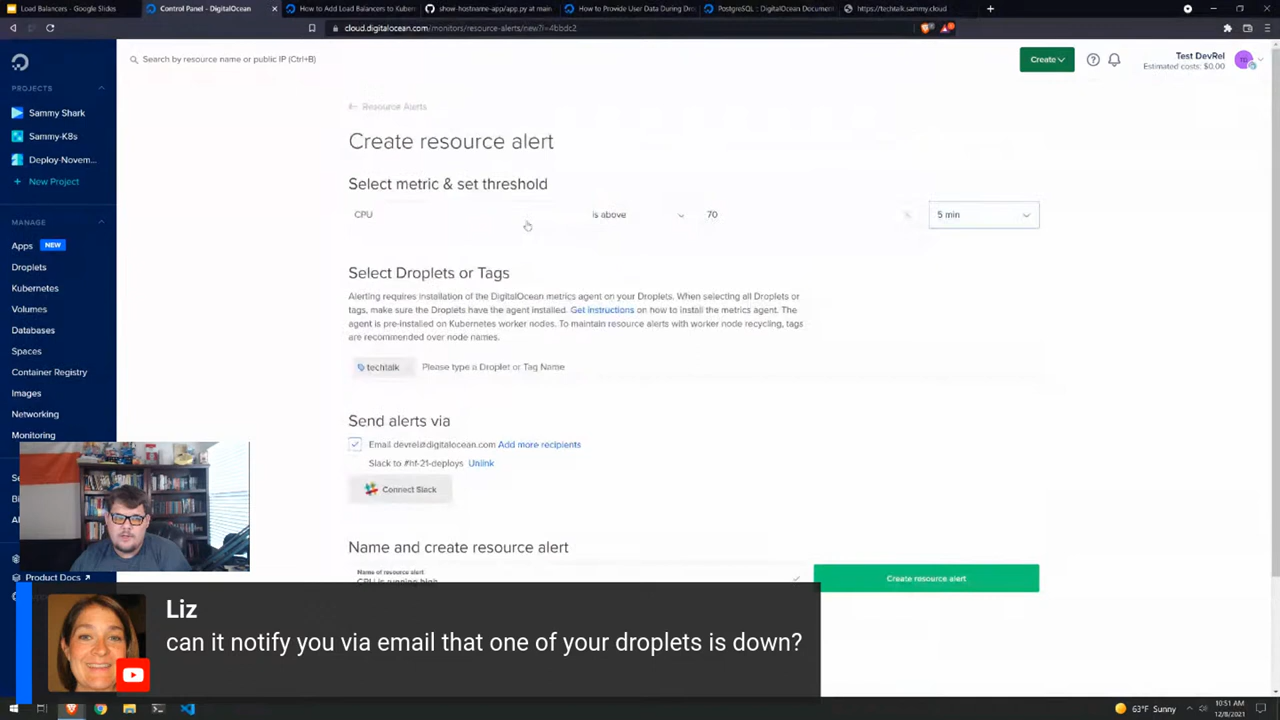 Load Balancers - Google Slides
Control Panel - DigitalOcean
How to Add Load Balancers to Kuber
show-hostname-app/app.py at main
How to Provide User Data During Dro
PostgreSQL :: DigitalOcean Document
https://techtalk.sammy.cloud
cloud.digitalocean.com/monitors/resource-alerts/new?i=4bbdc2
Search by resource name or public IP (Ctrl+B)
Create
Test DevRel
Estimated costs: $0.00
PROJECTS
Sammy Shark
Sammy-K8s
Deploy-Novem...
+ New Project
MANAGE
Apps NEW
Droplets
Kubernetes
Volumes
Databases
Spaces
Container Registry
Images
Networking
Monitoring
Product Docs
← Resource Alerts
Create resource alert
Select metric & set threshold
CPU is above 70 5 min
Select Droplets or Tags
Alerting requires installation of the DigitalOcean metrics agent on your Droplets. When selecting all Droplets or
tags, make sure the Droplets have the agent installed. Get instructions on how to install the metrics agent. The
agent is pre-installed on Kubernetes worker nodes. To maintain resource alerts with worker node recycling, tags
are recommended over node names.
techtalk Please type a Droplet or Tag Name
Send alerts via
Email devrel@digitalocean.com Add more recipients
Slack to #hf-21-deploys Unlink
Connect Slack
Name and create resource alert
Name of resource alert
CPU is running high
Create resource alert
Liz
can it notify you via email that one of your droplets is down?
63°F Sunny
10:51 AM
12/8/2021